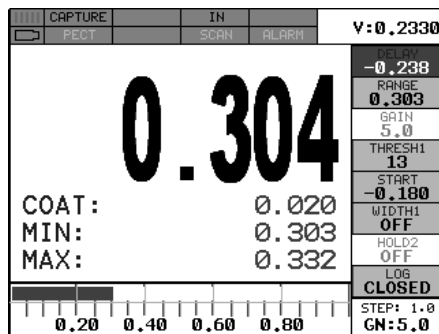 CAPTURE IN
PECT SCAN ALARM
V:0.2330
DELAY
-0.238
RANGE
0.303
GAIN
5.0
THRESH1
13
START
-0.180
WIDTH1
OFF
HOLD2
OFF
LOG
CLOSED
STEP: 1.0
GN:5.0
0.304
COAT: 0.020
MIN: 0.303
MAX: 0.332
0.20 0.40 0.60 0.80